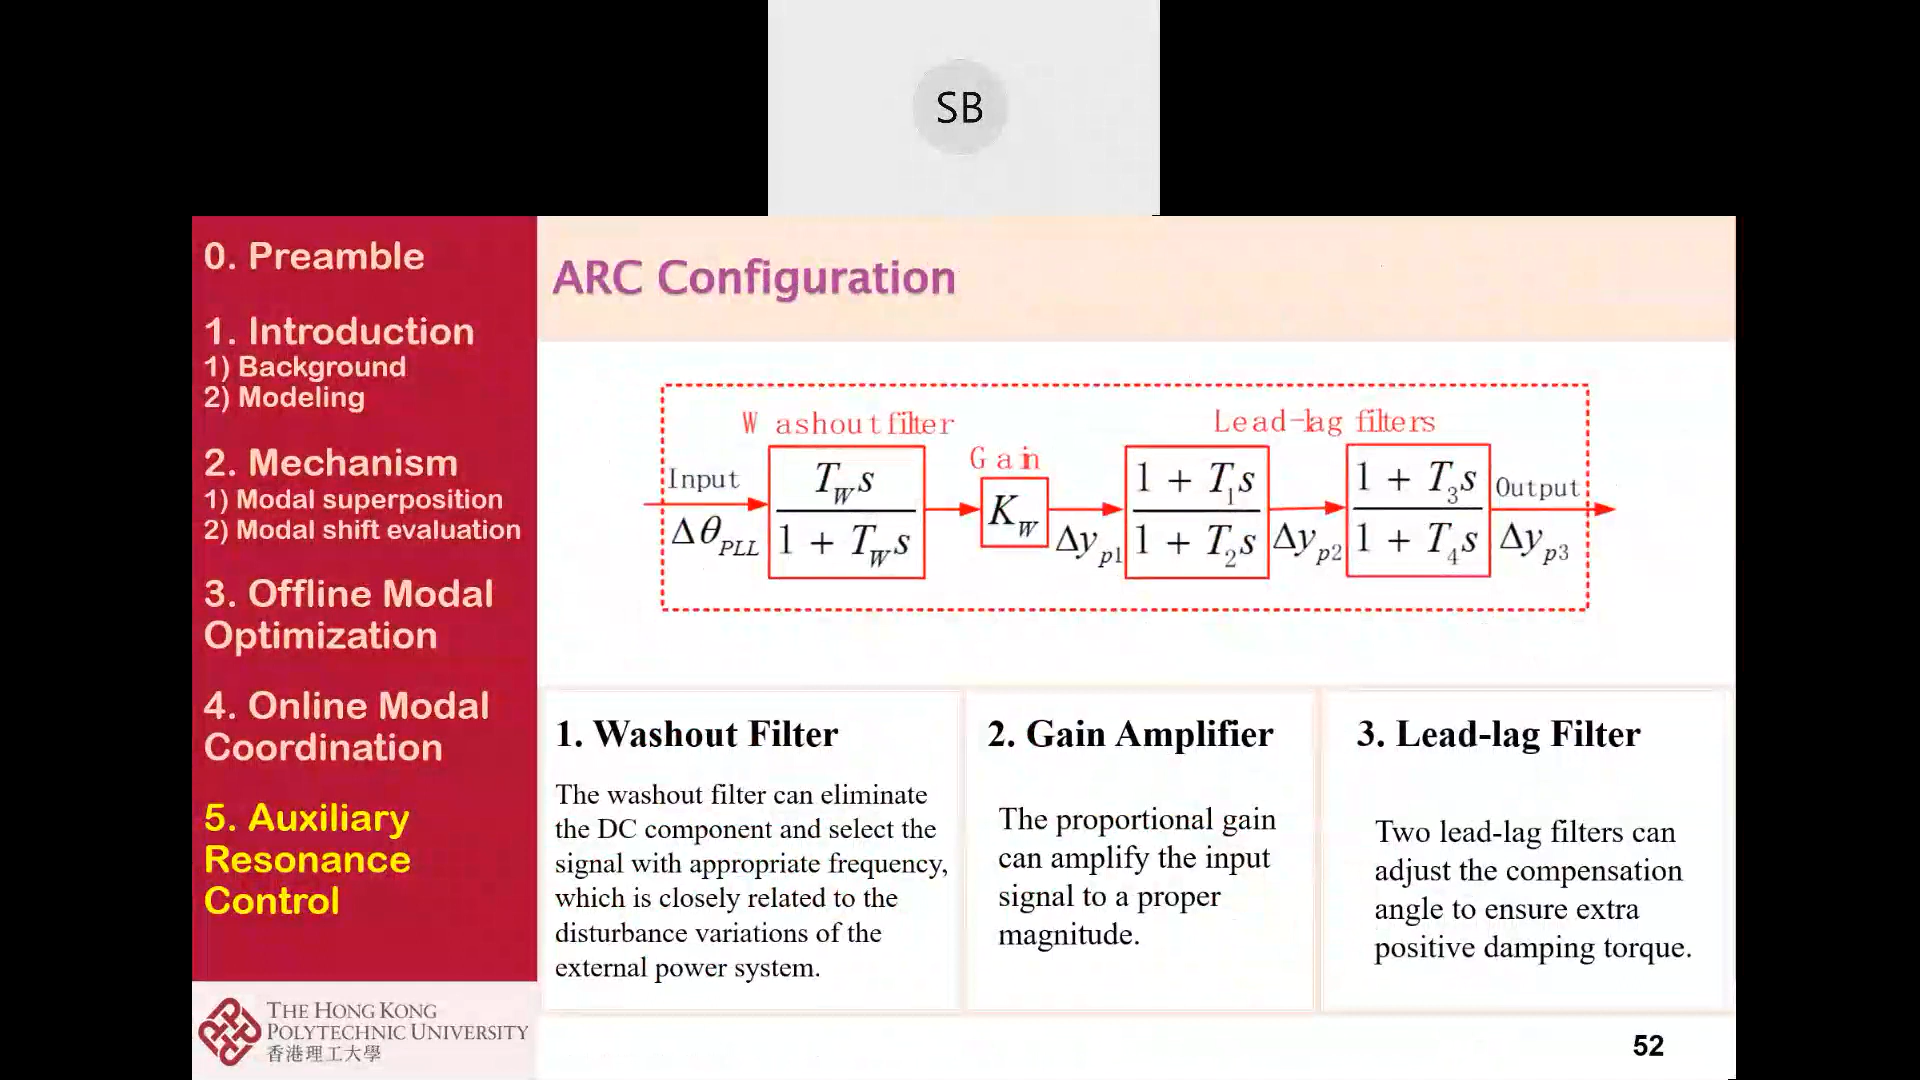 SB
0. Preamble
1. Introduction
1) Background
2) Modeling
2. Mechanism
1) Modal superposition
2) Modal shift evaluation
3. Offline Modal
Optimization
4. Online Modal
Coordination
5. Auxiliary
Resonance
Control
THE HONG KONG
POLYTECHNIC UNIVERSITY
香港理工大學
ARC Configuration
Washout filter
Gain
Lead-lag filters
Input
Δθ_PLL
T_W s
1 + T_W s
K_W
Δy_p1
1 + T_1 s
1 + T_2 s
Δy_p2
1 + T_3 s
1 + T_4 s
Output
Δy_p3
1. Washout Filter
The washout filter can eliminate
the DC component and select the
signal with appropriate frequency,
which is closely related to the
disturbance variations of the
external power system.
2. Gain Amplifier
The proportional gain
can amplify the input
signal to a proper
magnitude.
3. Lead-lag Filter
Two lead-lag filters can
adjust the compensation
angle to ensure extra
positive damping torque.
52